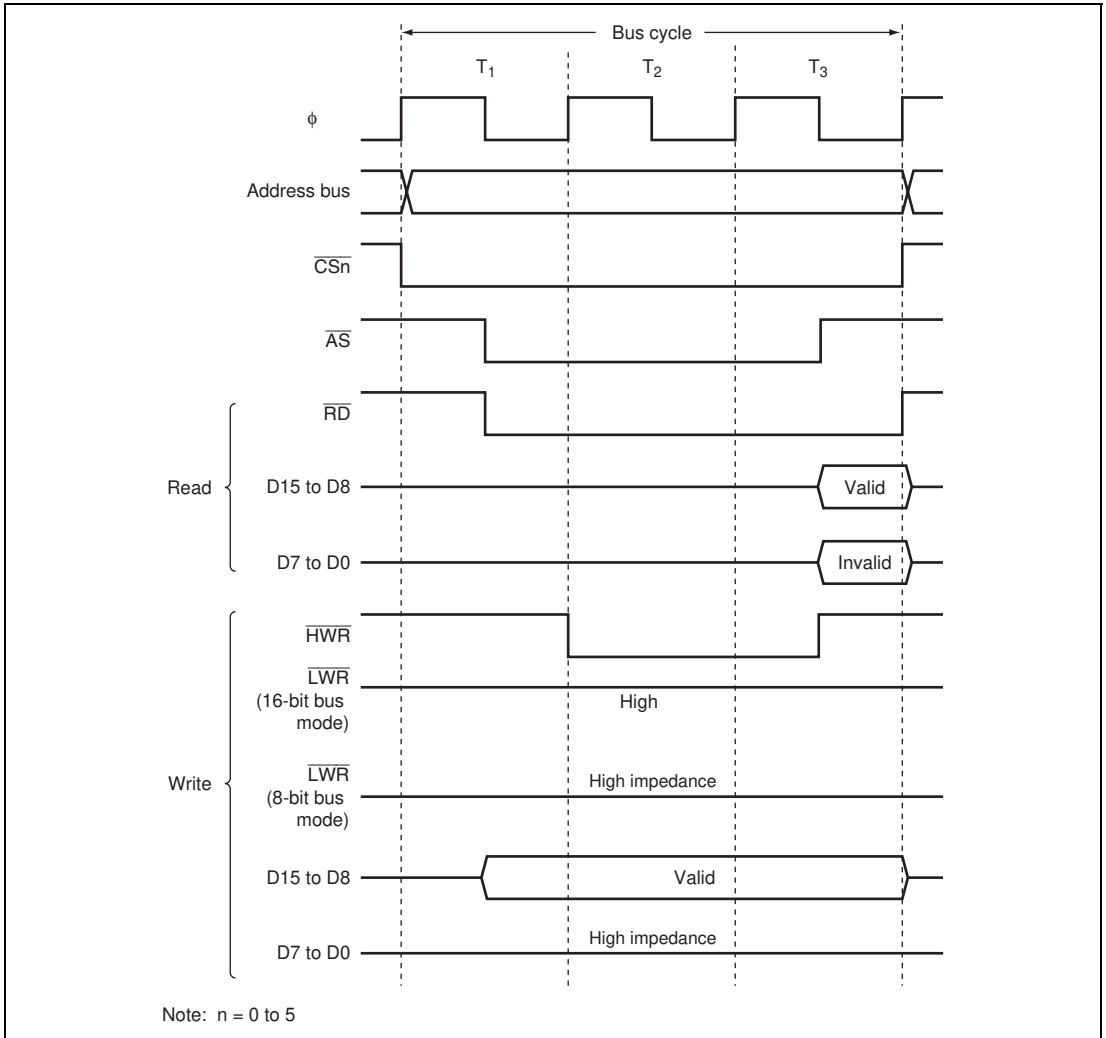 Bus cycle
T1 T2 T3
φ
Address bus
CSn
AS
RD
Read D15 to D8 Valid
D7 to D0 Invalid
HWR
LWR
(16-bit bus High
mode)
Write LWR High impedance
(8-bit bus
mode)
D15 to D8 Valid
D7 to D0 High impedance
Note: n = 0 to 5